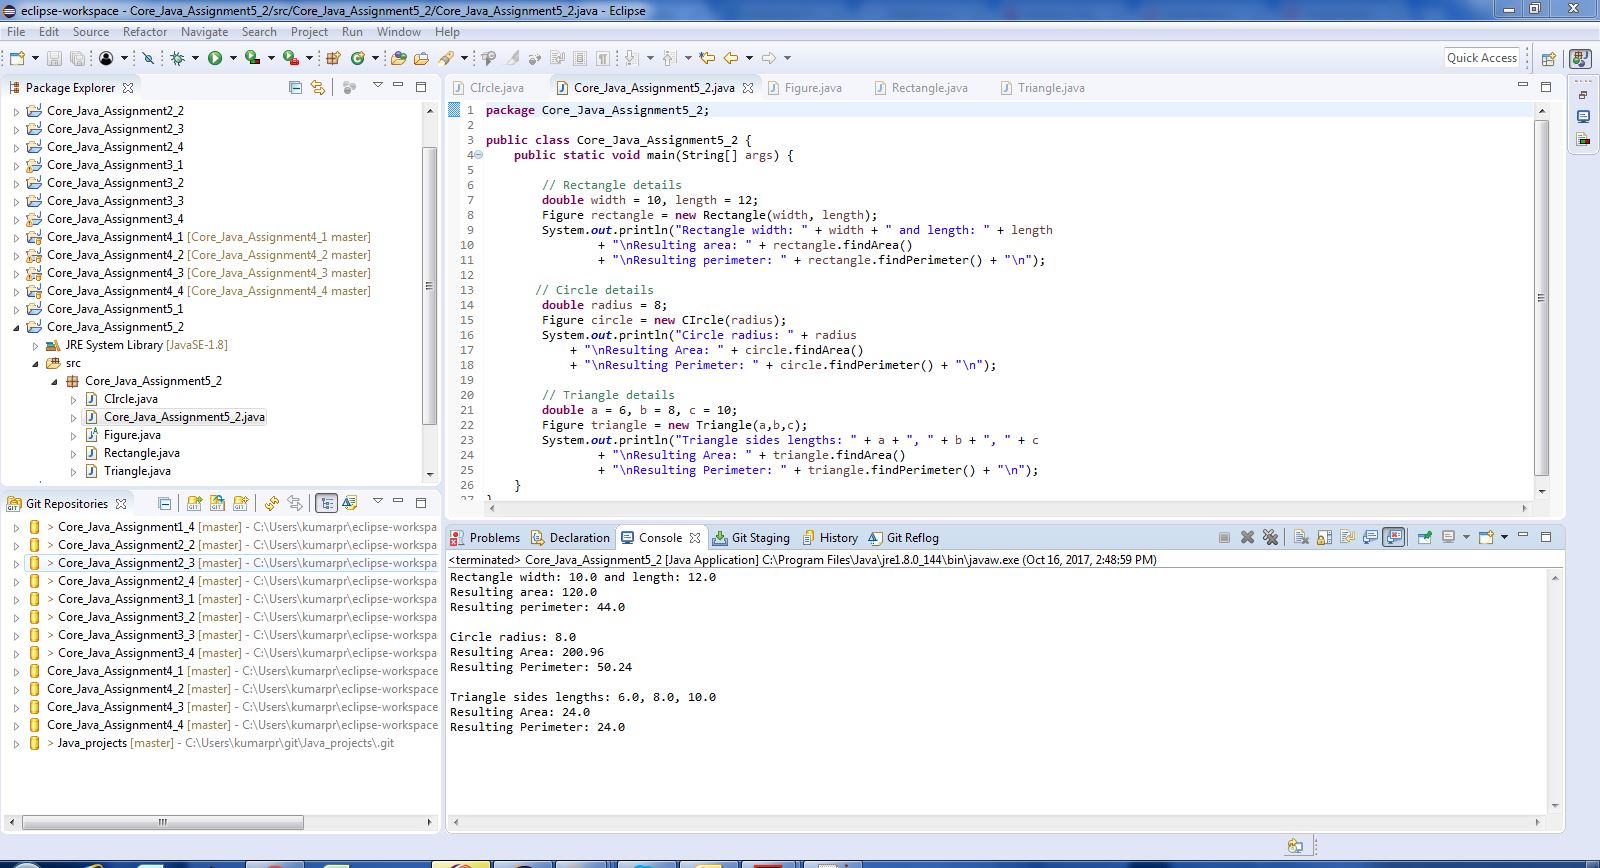 eclipse-workspace - Core_Java_Assignment5_2/src/Core_Java_Assignment5_2/Core_Java_Assignment5_2.java - Eclipse
File Edit Source Refactor Navigate Search Project Run Window Help
Quick Access
Package Explorer
Core_Java_Assignment2_2
Core_Java_Assignment2_3
Core_Java_Assignment2_4
Core_Java_Assignment3_1
Core_Java_Assignment3_2
Core_Java_Assignment3_3
Core_Java_Assignment3_4
Core_Java_Assignment4_1 [Core_Java_Assignment4_1 master]
Core_Java_Assignment4_2 [Core_Java_Assignment4_2 master]
Core_Java_Assignment4_3 [Core_Java_Assignment4_3 master]
Core_Java_Assignment4_4 [Core_Java_Assignment4_4 master]
Core_Java_Assignment5_1
Core_Java_Assignment5_2
JRE System Library [JavaSE-1.8]
src
Core_Java_Assignment5_2
CIrcle.java
Core_Java_Assignment5_2.java
Figure.java
Rectangle.java
Triangle.java
Git Repositories
> Core_Java_Assignment1_4 [master] - C:\Users\kumarpr\eclipse-workspa
> Core_Java_Assignment2_2 [master] - C:\Users\kumarpr\eclipse-workspa
> Core_Java_Assignment2_3 [master] - C:\Users\kumarpr\eclipse-workspa
> Core_Java_Assignment2_4 [master] - C:\Users\kumarpr\eclipse-workspa
> Core_Java_Assignment3_1 [master] - C:\Users\kumarpr\eclipse-workspa
> Core_Java_Assignment3_2 [master] - C:\Users\kumarpr\eclipse-workspa
> Core_Java_Assignment3_3 [master] - C:\Users\kumarpr\eclipse-workspa
> Core_Java_Assignment3_4 [master] - C:\Users\kumarpr\eclipse-workspa
Core_Java_Assignment4_1 [master] - C:\Users\kumarpr\eclipse-workspace
Core_Java_Assignment4_2 [master] - C:\Users\kumarpr\eclipse-workspace
Core_Java_Assignment4_3 [master] - C:\Users\kumarpr\eclipse-workspace
Core_Java_Assignment4_4 [master] - C:\Users\kumarpr\eclipse-workspace
> Java_projects [master] - C:\Users\kumarpr\git\Java_projects\.git
CIrcle.java Core_Java_Assignment5_2.java Figure.java Rectangle.java Triangle.java
1 package Core_Java_Assignment5_2;
2
3 public class Core_Java_Assignment5_2 {
4 public static void main(String[] args) {
5
6 // Rectangle details
7 double width = 10, length = 12;
8 Figure rectangle = new Rectangle(width, length);
9 System.out.println("Rectangle width: " + width + " and length: " + length
10 + "\nResulting area: " + rectangle.findArea()
11 + "\nResulting perimeter: " + rectangle.findPerimeter() + "\n");
12
13 // Circle details
14 double radius = 8;
15 Figure circle = new CIrcle(radius);
16 System.out.println("Circle radius: " + radius
17 + "\nResulting Area: " + circle.findArea()
18 + "\nResulting Perimeter: " + circle.findPerimeter() + "\n");
19
20 // Triangle details
21 double a = 6, b = 8, c = 10;
22 Figure triangle = new Triangle(a,b,c);
23 System.out.println("Triangle sides lengths: " + a + ", " + b + ", " + c
24 + "\nResulting Area: " + triangle.findArea()
25 + "\nResulting Perimeter: " + triangle.findPerimeter() + "\n");
26 }
27 }
Problems Declaration Console Git Staging History Git Reflog
<terminated> Core_Java_Assignment5_2 [Java Application] C:\Program Files\Java\jre1.8.0_144\bin\javaw.exe (Oct 16, 2017, 2:48:59 PM)
Rectangle width: 10.0 and length: 12.0
Resulting area: 120.0
Resulting perimeter: 44.0
Circle radius: 8.0
Resulting Area: 200.96
Resulting Perimeter: 50.24
Triangle sides lengths: 6.0, 8.0, 10.0
Resulting Area: 24.0
Resulting Perimeter: 24.0